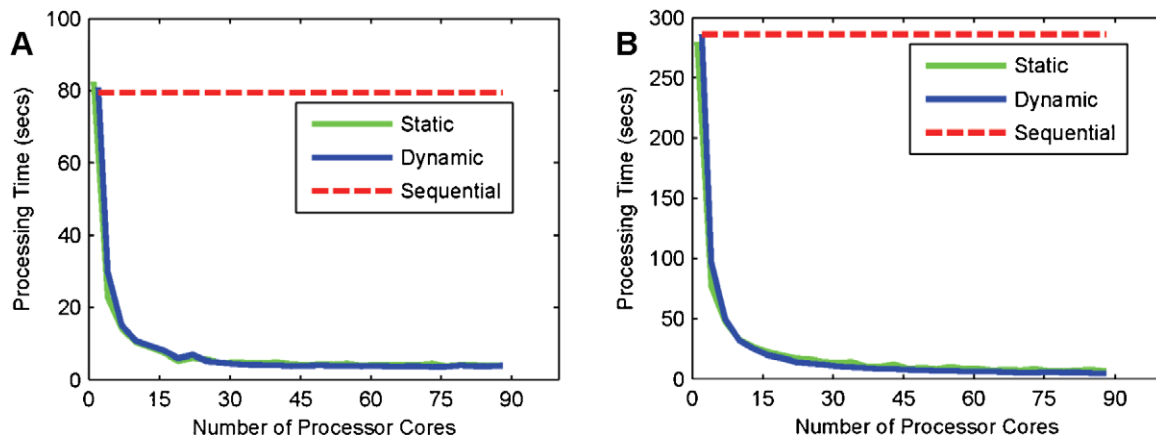 A
Processing Time (secs)
100
80
60
40
20
0
Static
Dynamic
Sequential
0 15 30 45 60 75 90
Number of Processor Cores
B
Processing Time (secs)
300
250
200
150
100
50
0
Static
Dynamic
Sequential
0 15 30 45 60 75 90
Number of Processor Cores